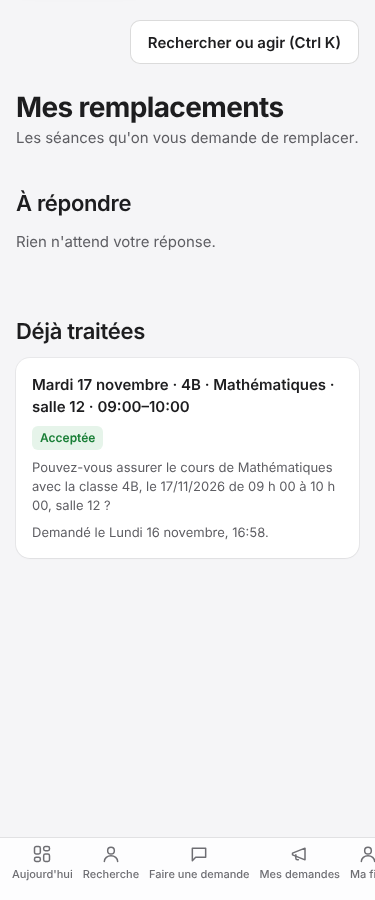 Rechercher ou agir (Ctrl K)
Mes remplacements
Les séances qu'on vous demande de remplacer.
À répondre
Rien n'attend votre réponse.
Déjà traitées
Mardi 17 novembre · 4B · Mathématiques ·
salle 12 · 09:00–10:00
Acceptée
Pouvez-vous assurer le cours de Mathématiques
avec la classe 4B, le 17/11/2026 de 09 h 00 à 10 h
00, salle 12 ?
Demandé le Lundi 16 novembre, 16:58.
Aujourd'hui Recherche Faire une demande Mes demandes Ma fi